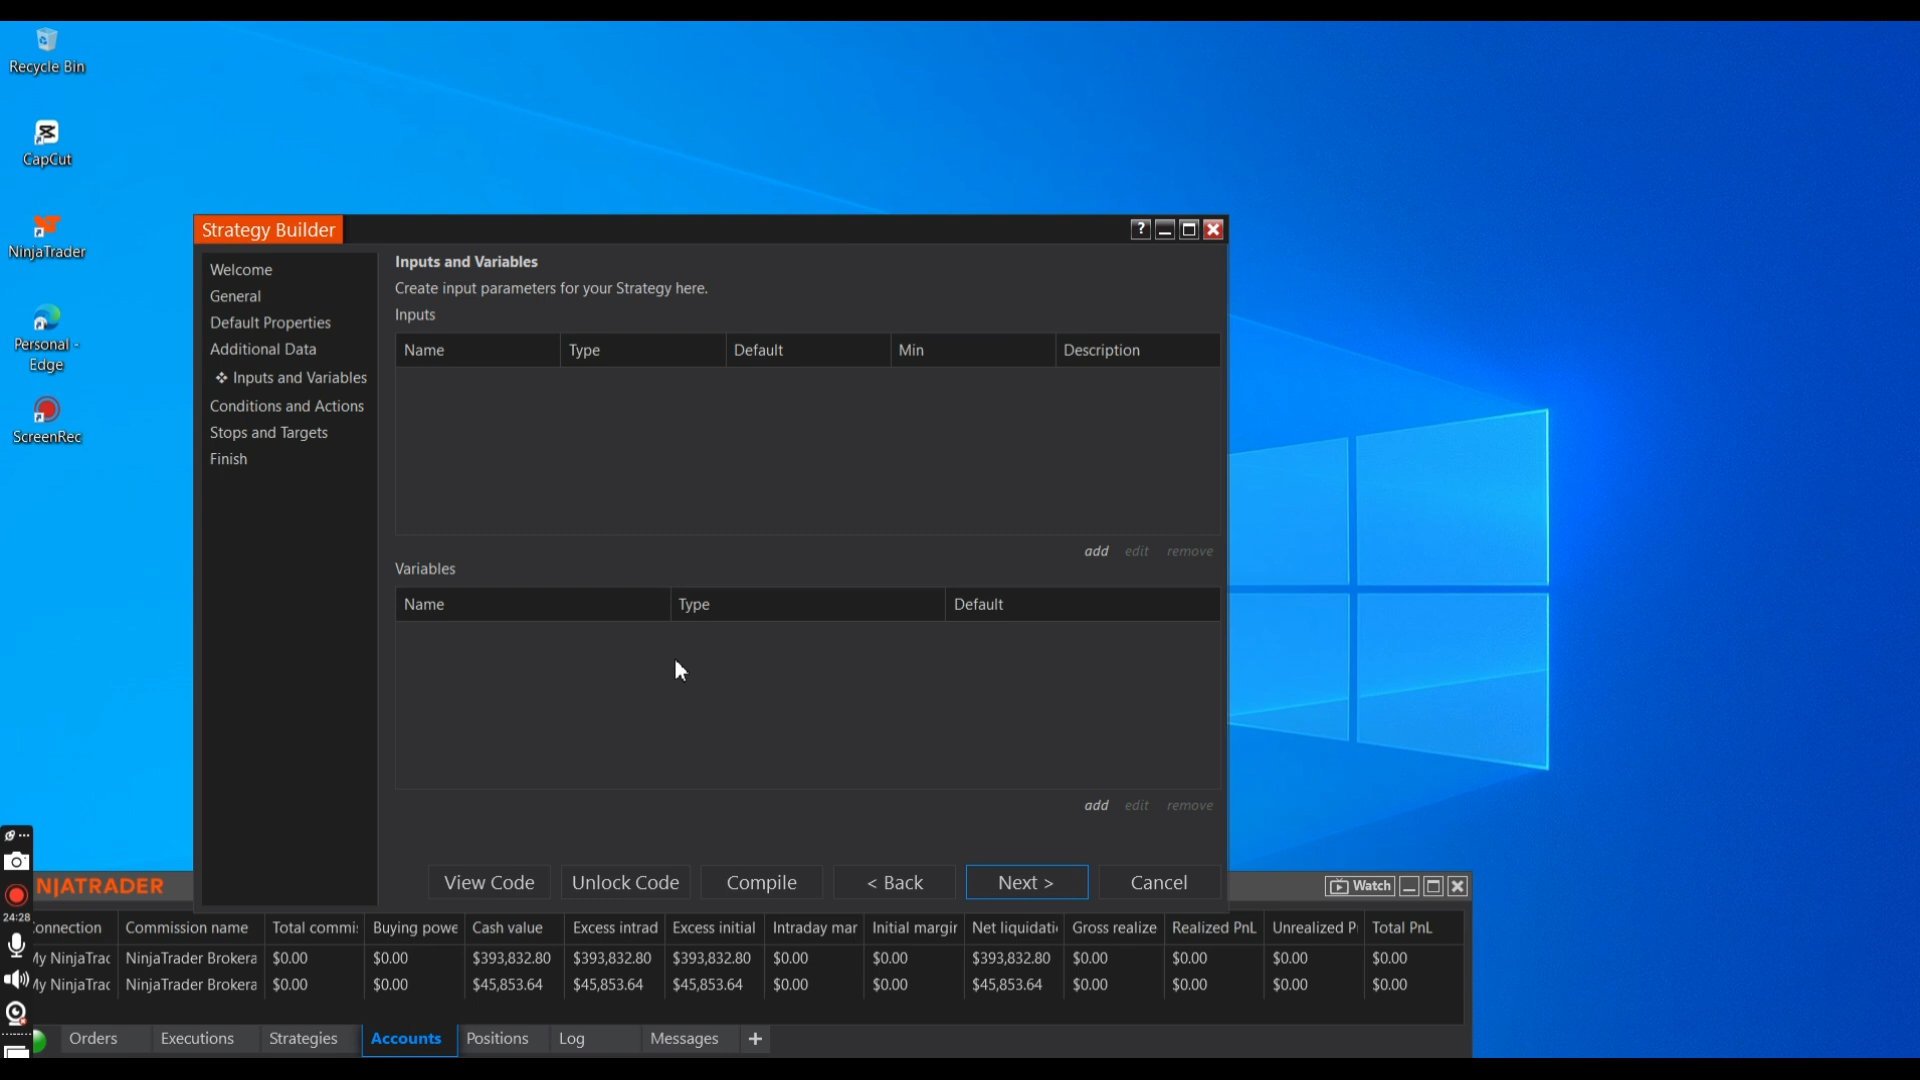 Recycle Bin
CapCut
NinjaTrader
Personal -
Edge
ScreenRec
Strategy Builder
?
Welcome
General
Default Properties
Additional Data
❖ Inputs and Variables
Conditions and Actions
Stops and Targets
Finish
Inputs and Variables
Create input parameters for your Strategy here.
Inputs
Name Type Default Min Description
add edit remove
Variables
Name Type Default
add edit remove
View Code Unlock Code Compile < Back Next > Cancel
24:28
NJATRADER
Watch
onnection Commission name Total commi Buying powe Cash value Excess intrad Excess initial Intraday mar Initial margir Net liquidati Gross realize Realized PnL Unrealized P Total PnL
My NinjaTrac NinjaTrader Brokera $0.00 $0.00 $393,832.80 $393,832.80 $393,832.80 $0.00 $0.00 $393,832.80 $0.00 $0.00 $0.00 $0.00
My NinjaTrac NinjaTrader Brokera $0.00 $0.00 $45,853.64 $45,853.64 $45,853.64 $0.00 $0.00 $45,853.64 $0.00 $0.00 $0.00 $0.00
Orders Executions Strategies Accounts Positions Log Messages +